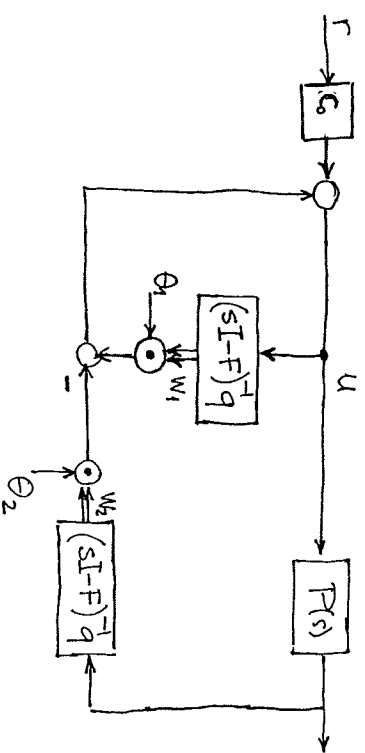 r
C₀
u
P(s)
(sI-F)⁻¹q
w₁
θ₁
−
θ₂
w₂
(sI-F)⁻¹q